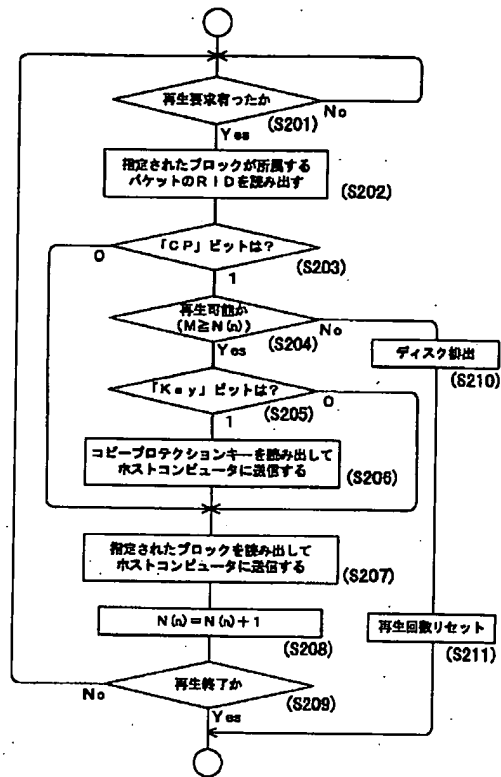 再生要求有ったか
No
(S201)
Yes
指定されたブロックが所属する
パケットのRIDを読み出す
(S202)
「CP」ビットは?
0
(S203)
1
再生可能か
(M≧N(n))
No
(S204)
Yes
ディスク排出
(S210)
「Key」ビットは?
0
(S205)
1
コピープロテクションキーを読み出して
ホストコンピュータに送信する
(S206)
指定されたブロックを読み出して
ホストコンピュータに送信する
(S207)
N(n)=N(n)+1
(S208)
再生回数リセット
(S211)
再生終了か
No
(S209)
Yes